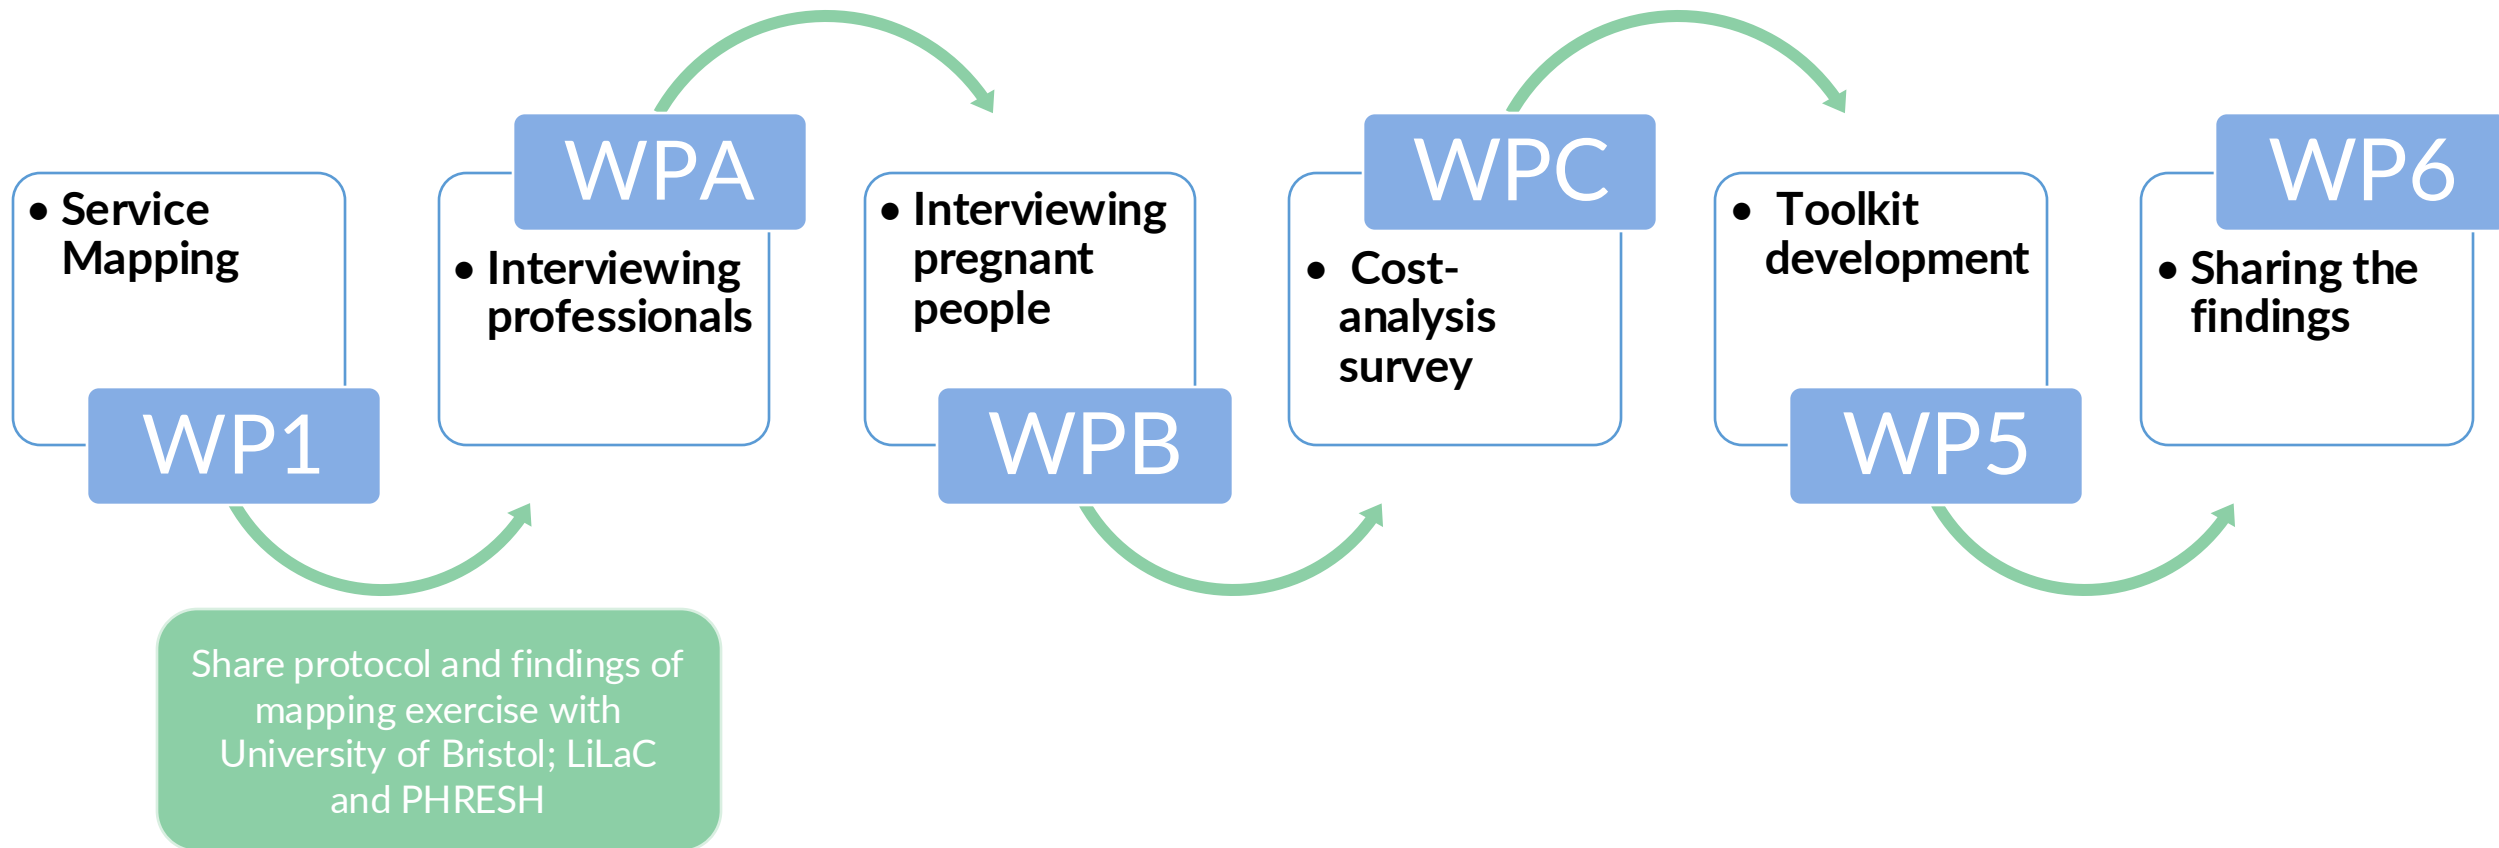 • Service
Mapping
WP1
WPA
• Interviewing
professionals
• Interviewing
pregnant
people
WPB
WPC
• Cost-
analysis
survey
• Toolkit
development
WP5
WP6
• Sharing the
findings
Share protocol and findings of
mapping exercise with
University of Bristol; LiLaC
and PHRESH